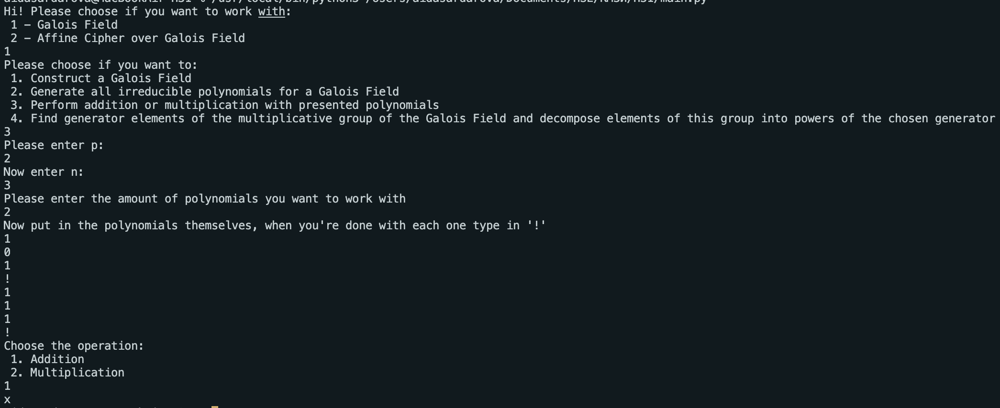 Hi! Please choose if you want to work with:
 1 – Galois Field
 2 – Affine Cipher over Galois Field
1
Please choose if you want to:
 1. Construct a Galois Field
 2. Generate all irreducible polynomials for a Galois Field
 3. Perform addition or multiplication with presented polynomials
 4. Find generator elements of the multiplicative group of the Galois Field and decompose elements of this group into powers of the chosen generator
3
Please enter p:
2
Now enter n:
3
Please enter the amount of polynomials you want to work with
2
Now put in the polynomials themselves, when you're done with each one type in '!'
1
0
1
!
1
1
1
!
Choose the operation:
 1. Addition
 2. Multiplication
1
x